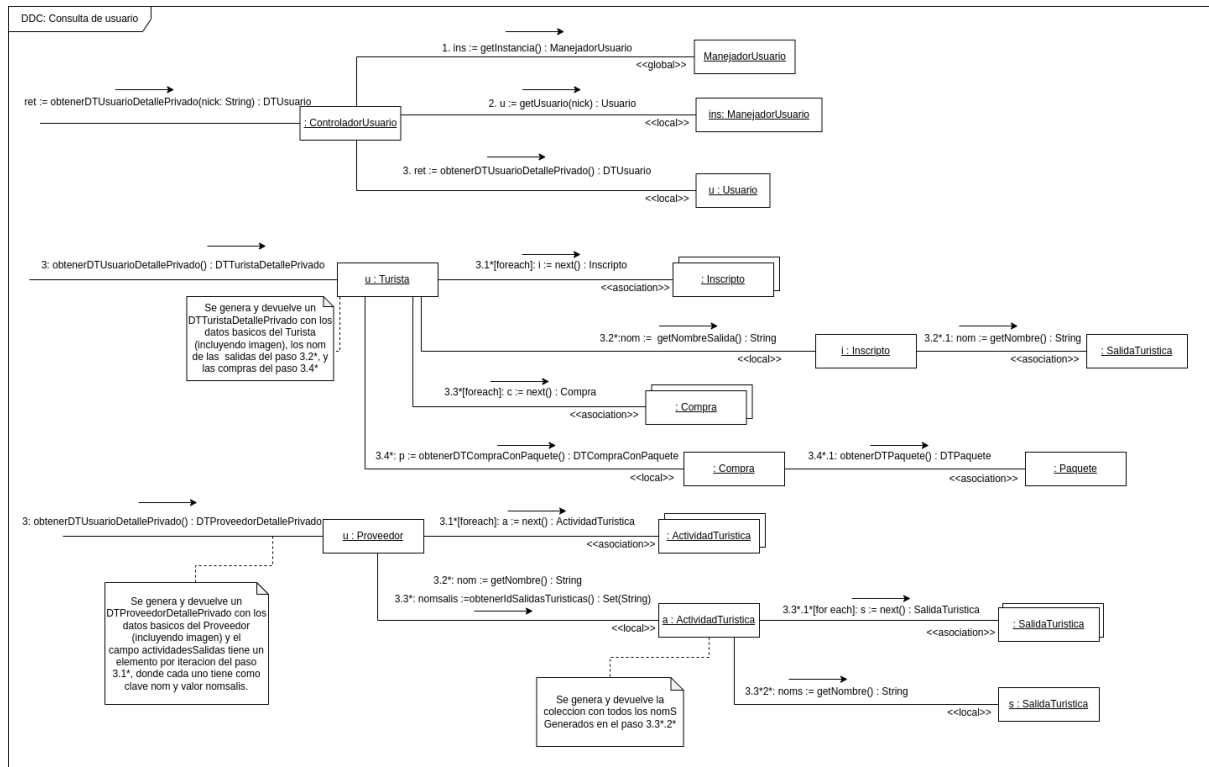 DDC: Consulta de usuario
1. ins := getInstancia() : ManejadorUsuario
ManejadorUsuario
<<global>>
ret := obtenerDTUsuarioDetallePrivado(nick: String) : DTUsuario
: ControladorUsuario
2. u := getUsuario(nick) : Usuario
ins: ManejadorUsuario
<<local>>
3. ret := obtenerDTUsuarioDetallePrivado() : DTUsuario
u : Usuario
<<local>>
3: obtenerDTUsuarioDetallePrivado() : DTTuristaDetallePrivado
u : Turista
3.1*[foreach]: i := next() : Inscripto
: Inscripto
<<asociation>>
Se genera y devuelve un
DTTuristaDetallePrivado con los
datos basicos del Turista
(incluyendo imagen), los nom
de las salidas del paso 3.2*, y
las compras del paso 3.4*
3.2*:nom := getNombreSalida() : String
<<local>>
i : Inscripto
3.2*.1: nom := getNombre() : String
<<asociation>>
: SalidaTuristica
3.3*[foreach]: c := next() : Compra
<<asociation>>
: Compra
3.4*: p := obtenerDTCompraConPaquete() : DTCompraConPaquete
<<local>>
: Compra
3.4*.1: obtenerDTPaquete() : DTPaquete
<<asociation>>
: Paquete
3: obtenerDTUsuarioDetallePrivado() : DTProveedorDetallePrivado
u : Proveedor
3.1*[foreach]: a := next() : ActividadTuristica
<<asociation>>
: ActividadTuristica
Se genera y devuelve un
DTProveedorDetallePrivado con los
datos basicos del Proveedor
(incluyendo imagen) y el
campo actividadesSalidas tiene un
elemento por iteracion del paso
3.1*, donde cada uno tiene como
clave nom y valor nomsalis.
3.2*: nom := getNombre() : String
3.3*: nomsalis :=obtenerIdSalidasTuristicas() : Set(String)
<<local>>
a : ActividadTuristica
3.3*.1*[for each]: s := next() : SalidaTuristica
<<asociation>>
: SalidaTuristica
Se genera y devuelve la
coleccion con todos los nomS
Generados en el paso 3.3*.2*
3.3*2*: noms := getNombre() : String
<<local>>
s : SalidaTuristica